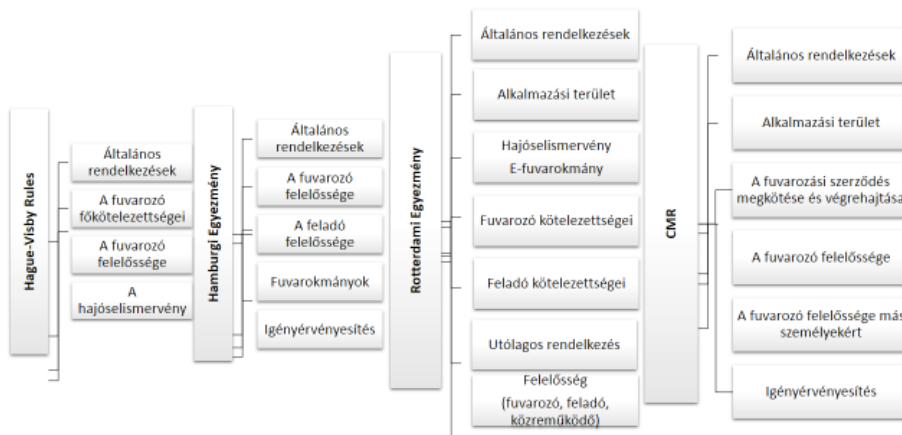 Hague-Visby Rules
Általános
rendelkezések
A fuvarozó
főkötelezettségei
A fuvarozó
felelőssége
A
hajóselismervény
Hamburgi Egyezmény
Általános
rendelkezések
A fuvarozó
felelőssége
A feladó
felelőssége
Fuvarokmányok
Igényérvényesítés
Rotterdami Egyezmény
Általános rendelkezések
Alkalmazási terület
Hajóselismervény
E-fuvarokmány
Fuvarozó kötelezettségei
Feladó kötelezettségei
Utólagos rendelkezés
Felelősség
(fuvarozó, feladó,
közreműködő)
CMR
Általános rendelkezések
Alkalmazási terület
A fuvarozási szerződés
megkötése és végrehajtása
A fuvarozó felelőssége
A fuvarozó felelőssége más
személyekért
Igényérvényesítés